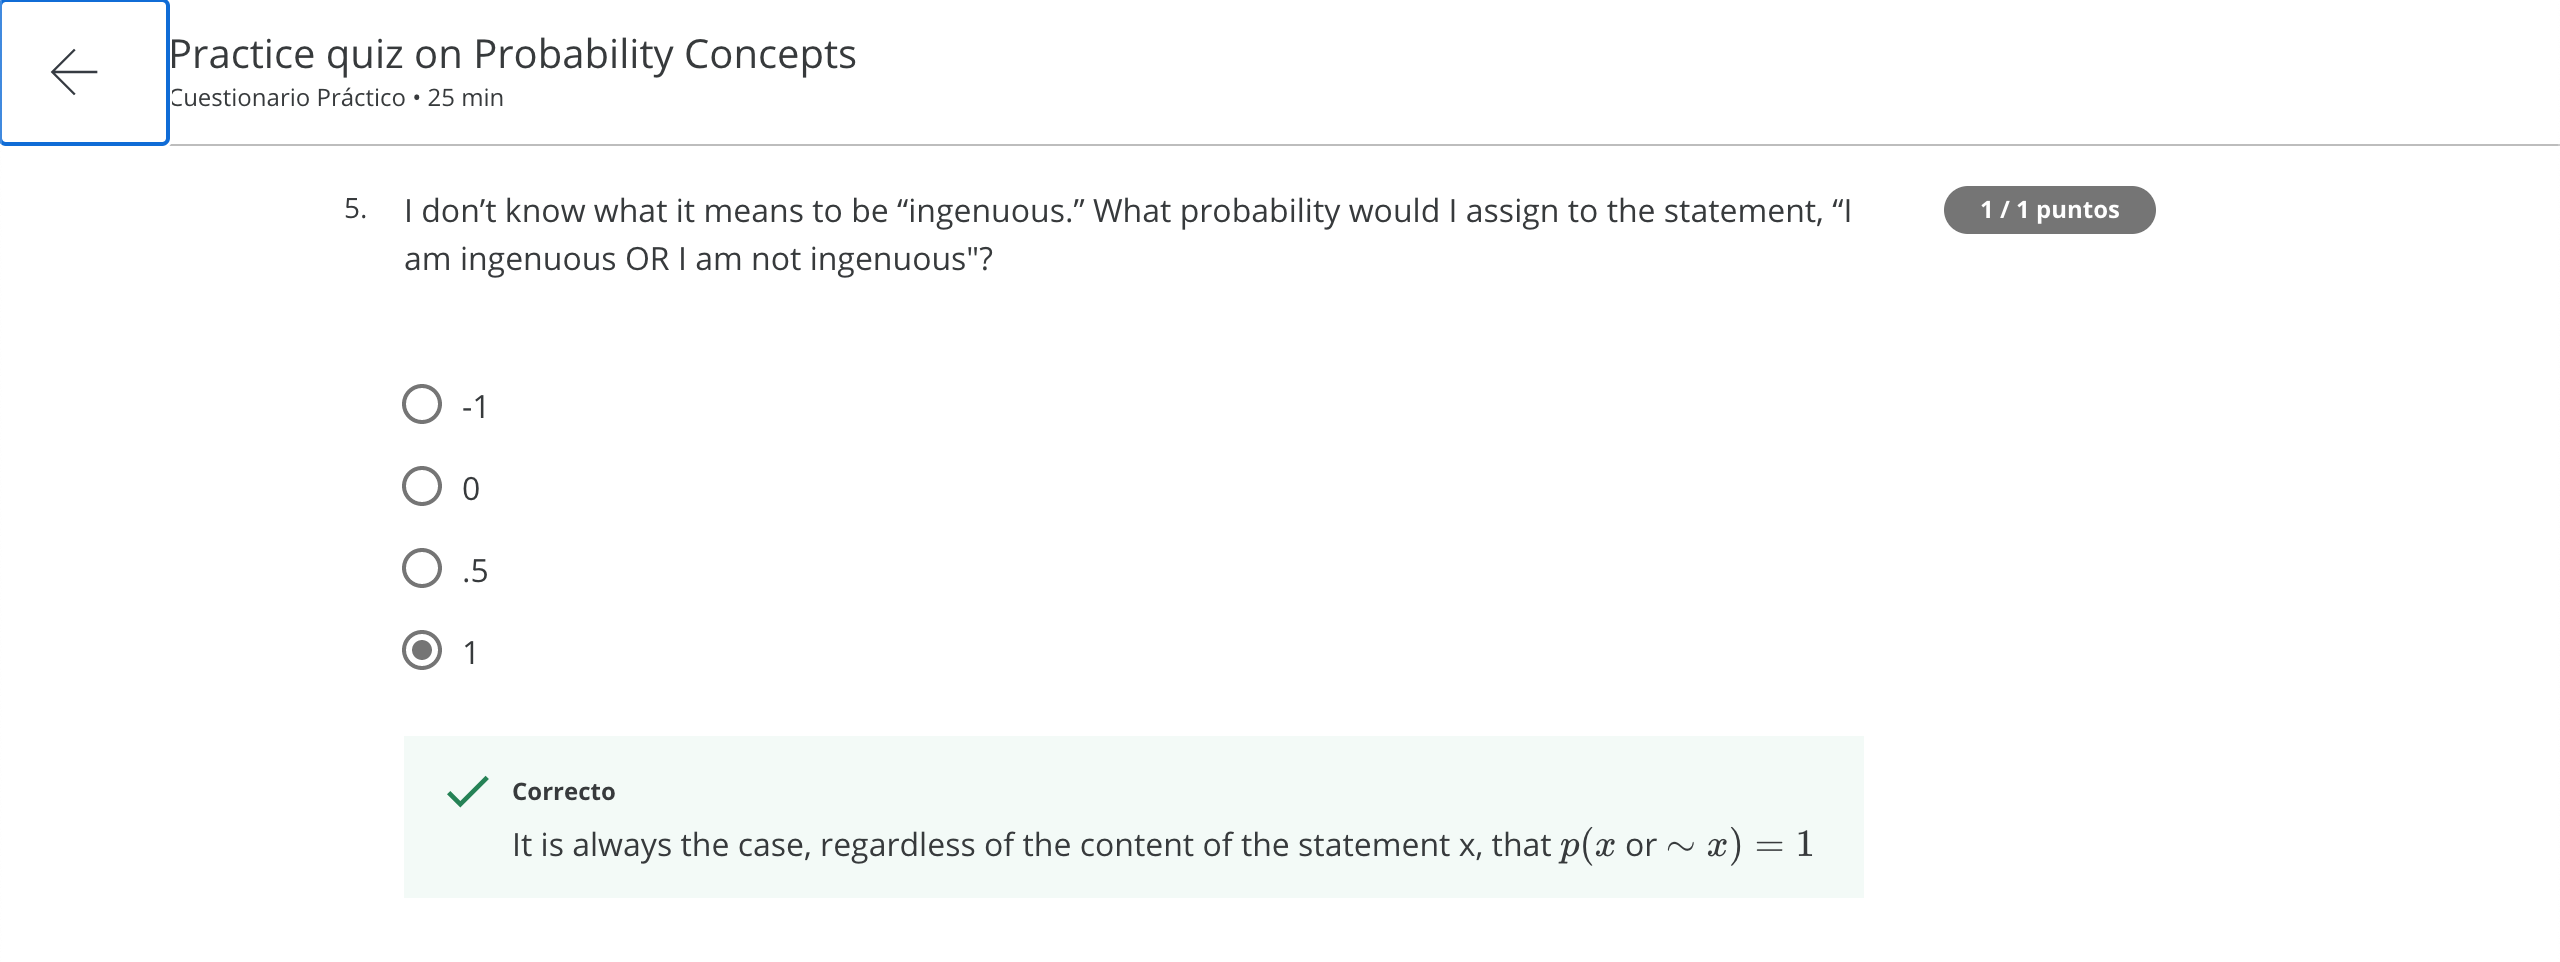 Practice quiz on Probability Concepts
Cuestionario Práctico • 25 min
5. I don’t know what it means to be “ingenuous.” What probability would I assign to the statement, “I
am ingenuous OR I am not ingenuous"?
1 / 1 puntos
-1
0
.5
1
Correcto
It is always the case, regardless of the content of the statement x, that p(x or ∼ x) = 1